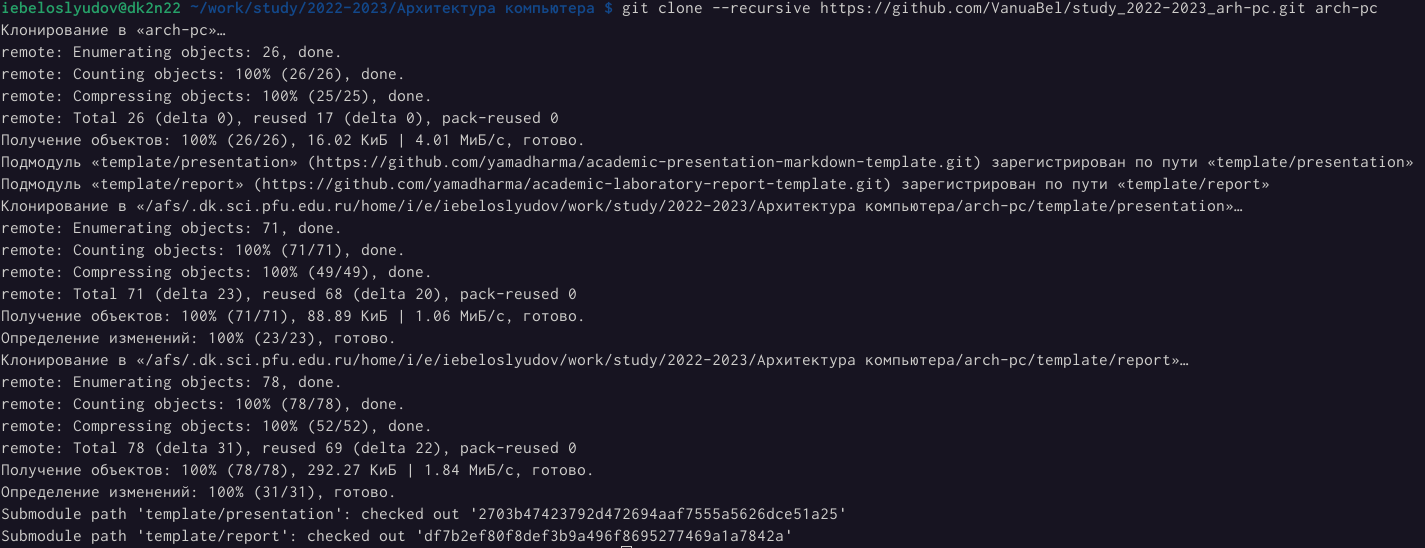 iebeloslyudov@dk2n22 ~/work/study/2022-2023/Архитектура компьютера $ git clone --recursive https://github.com/VanuaBel/study_2022-2023_arh-pc.git arch-pc
Клонирование в «arch-pc»…
remote: Enumerating objects: 26, done.
remote: Counting objects: 100% (26/26), done.
remote: Compressing objects: 100% (25/25), done.
remote: Total 26 (delta 0), reused 17 (delta 0), pack-reused 0
Получение объектов: 100% (26/26), 16.02 КиБ | 4.01 МиБ/с, готово.
Подмодуль «template/presentation» (https://github.com/yamadharma/academic-presentation-markdown-template.git) зарегистрирован по пути «template/presentation»
Подмодуль «template/report» (https://github.com/yamadharma/academic-laboratory-report-template.git) зарегистрирован по пути «template/report»
Клонирование в «/afs/.dk.sci.pfu.edu.ru/home/i/e/iebeloslyudov/work/study/2022-2023/Архитектура компьютера/arch-pc/template/presentation»…
remote: Enumerating objects: 71, done.
remote: Counting objects: 100% (71/71), done.
remote: Compressing objects: 100% (49/49), done.
remote: Total 71 (delta 23), reused 68 (delta 20), pack-reused 0
Получение объектов: 100% (71/71), 88.89 КиБ | 1.06 МиБ/с, готово.
Определение изменений: 100% (23/23), готово.
Клонирование в «/afs/.dk.sci.pfu.edu.ru/home/i/e/iebeloslyudov/work/study/2022-2023/Архитектура компьютера/arch-pc/template/report»…
remote: Enumerating objects: 78, done.
remote: Counting objects: 100% (78/78), done.
remote: Compressing objects: 100% (52/52), done.
remote: Total 78 (delta 31), reused 69 (delta 22), pack-reused 0
Получение объектов: 100% (78/78), 292.27 КиБ | 1.84 МиБ/с, готово.
Определение изменений: 100% (31/31), готово.
Submodule path 'template/presentation': checked out '2703b47423792d472694aaf7555a5626dce51a25'
Submodule path 'template/report': checked out 'df7b2ef80f8def3b9a496f8695277469a1a7842a'